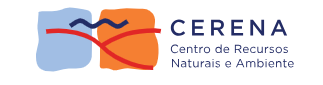 CERENA
Centro de Recursos
Naturais e Ambiente